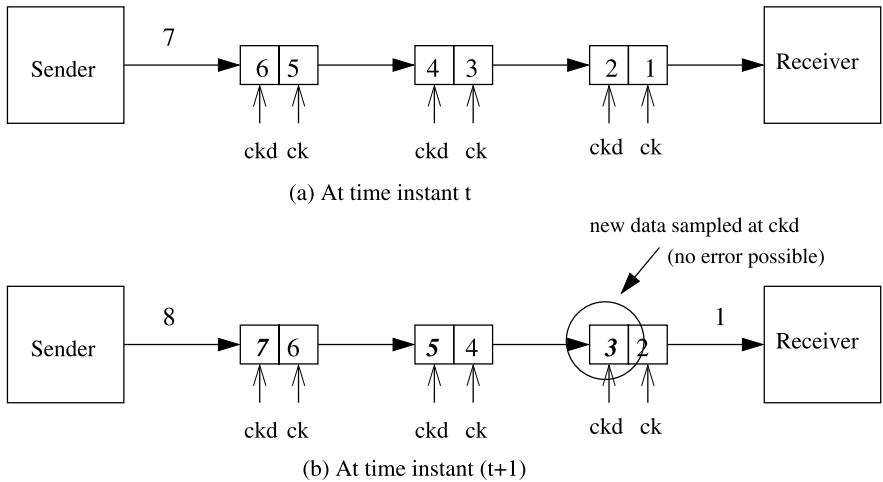 7
Sender
6 5
4 3
2 1
Receiver
ckd ck
ckd ck
ckd ck
(a) At time instant t
new data sampled at ckd
(no error possible)
8
1
Sender
7 6
5 4
3 2
Receiver
ckd ck
ckd ck
ckd ck
(b) At time instant (t+1)